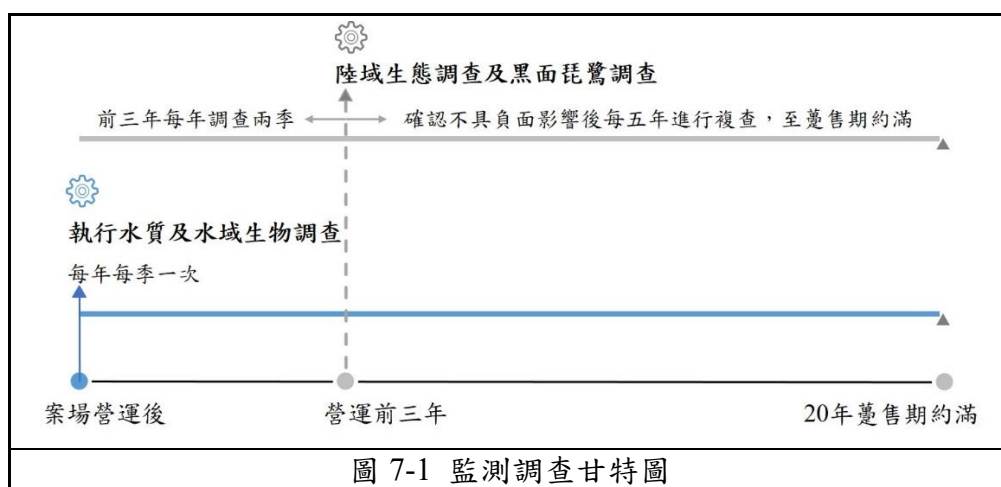 陸域生態調查及黑面琵鷺調查
前三年每年調查兩季
確認不具負面影響後每五年進行複查，至躉售期約滿
執行水質及水域生物調查
每年每季一次
案場營運後
營運前三年
20年躉售期約滿
圖 7-1 監測調查甘特圖